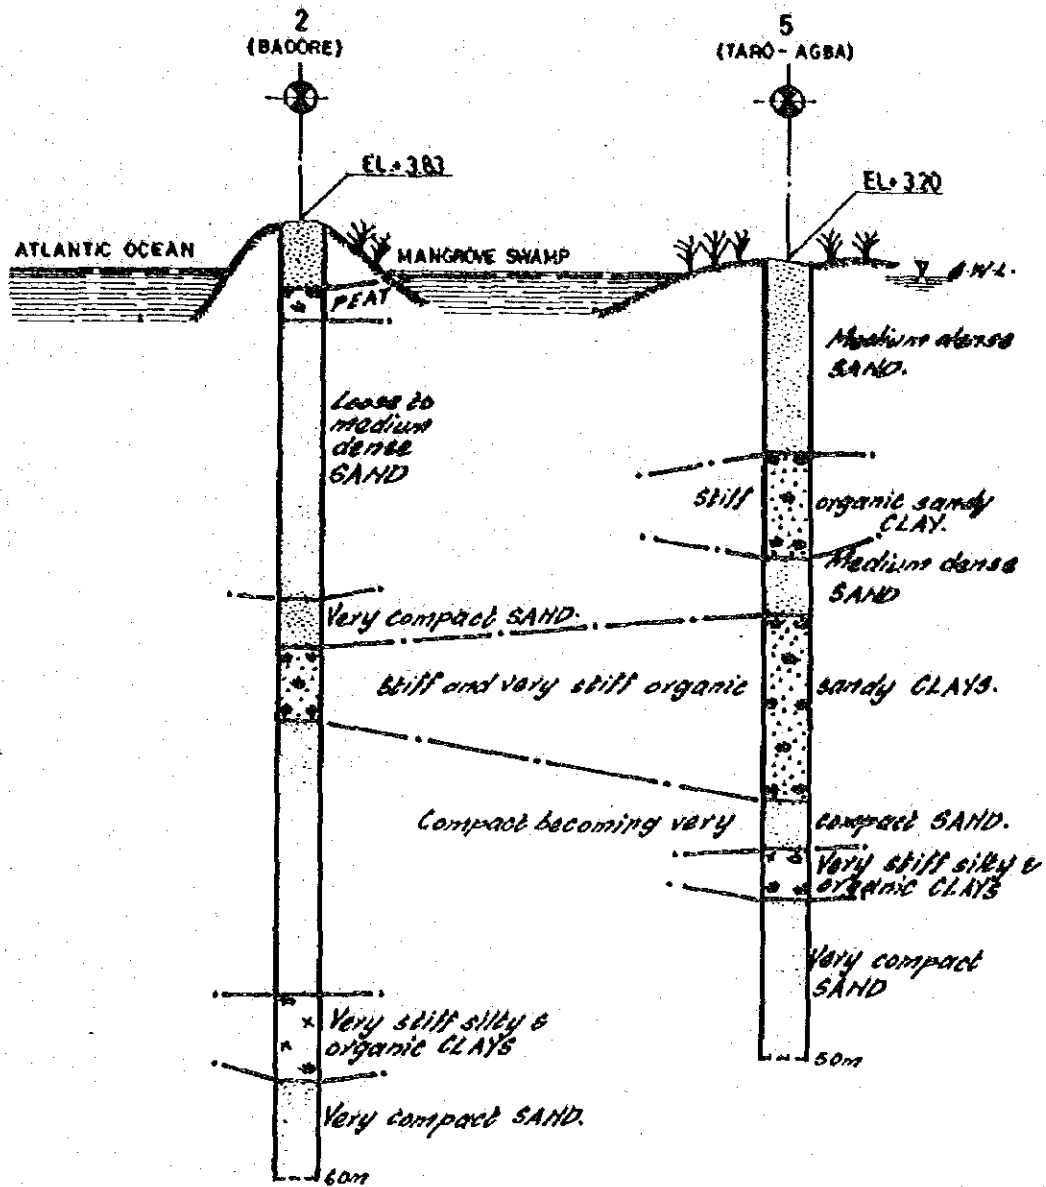 2
(BADORE)
EL+3.83
ATLANTIC OCEAN
MANGROVE SWAMP
PEAT
Loose to
medium
dense
SAND
Very compact SAND.
Stiff and very stiff organic sandy CLAYS.
Compact becoming very compact SAND.
Very stiff silty &
organic CLAYS
Very compact SAND.
60m
5
(TARO-AGBA)
EL+3.20
G.W.L.
Medium dense
SAND.
Stiff organic sandy
CLAY.
Medium dense
SAND
Very stiff silty &
organic CLAYS
Very compact
SAND
50m